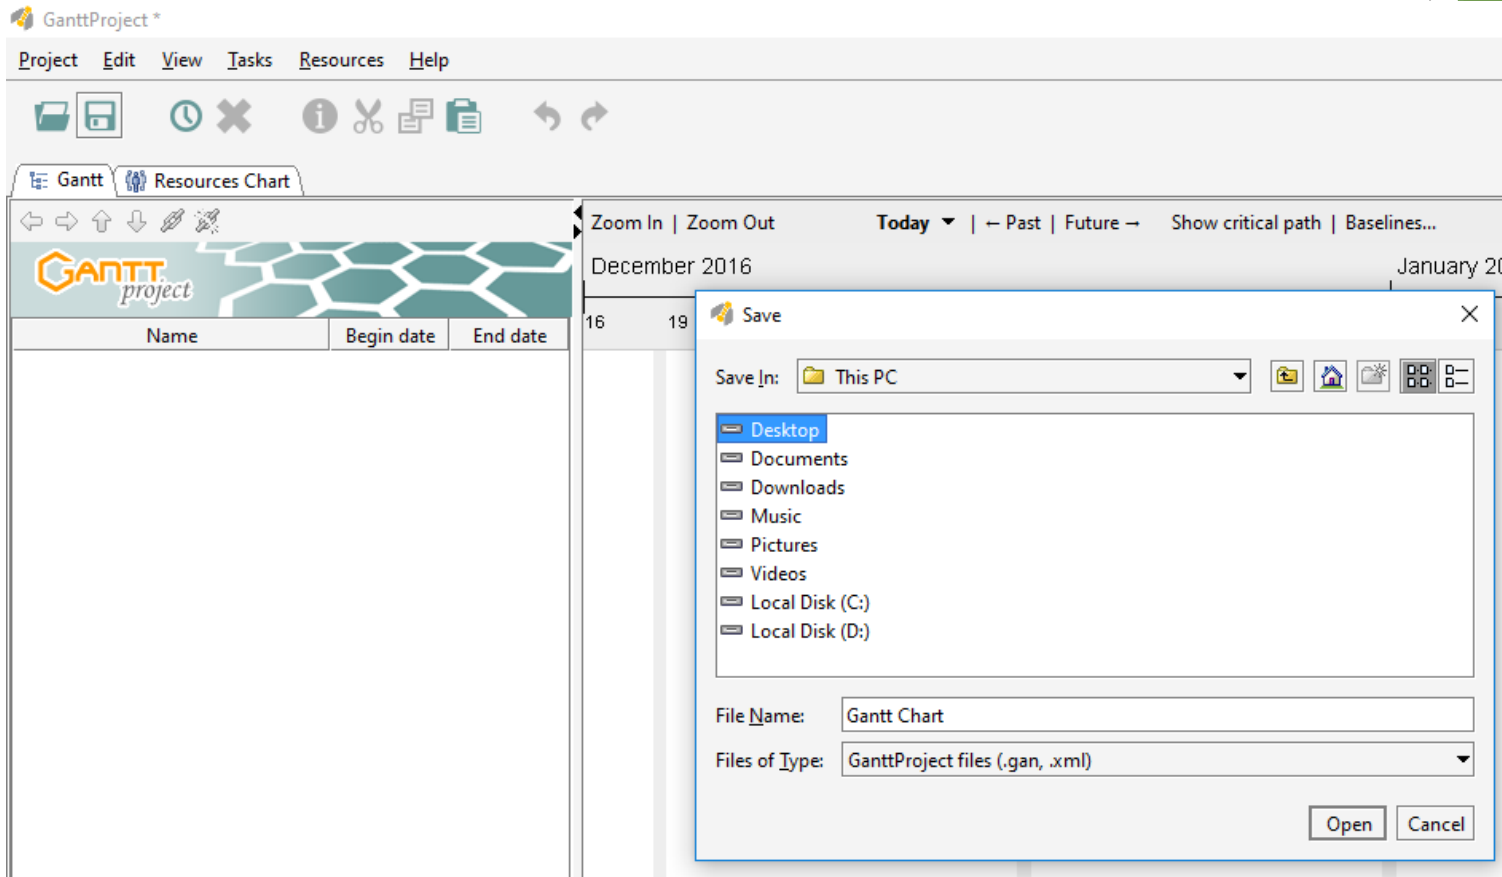 GanttProject *
Project Edit View Tasks Resources Help
Gantt Resources Chart
Zoom In | Zoom Out Today | ← Past | Future → Show critical path | Baselines...
GANTT project
December 2016 January 20
Name Begin date End date
16 19
Save
Save In: This PC
Desktop
Documents
Downloads
Music
Pictures
Videos
Local Disk (C:)
Local Disk (D:)
File Name: Gantt Chart
Files of Type: GanttProject files (.gan, .xml)
Open Cancel